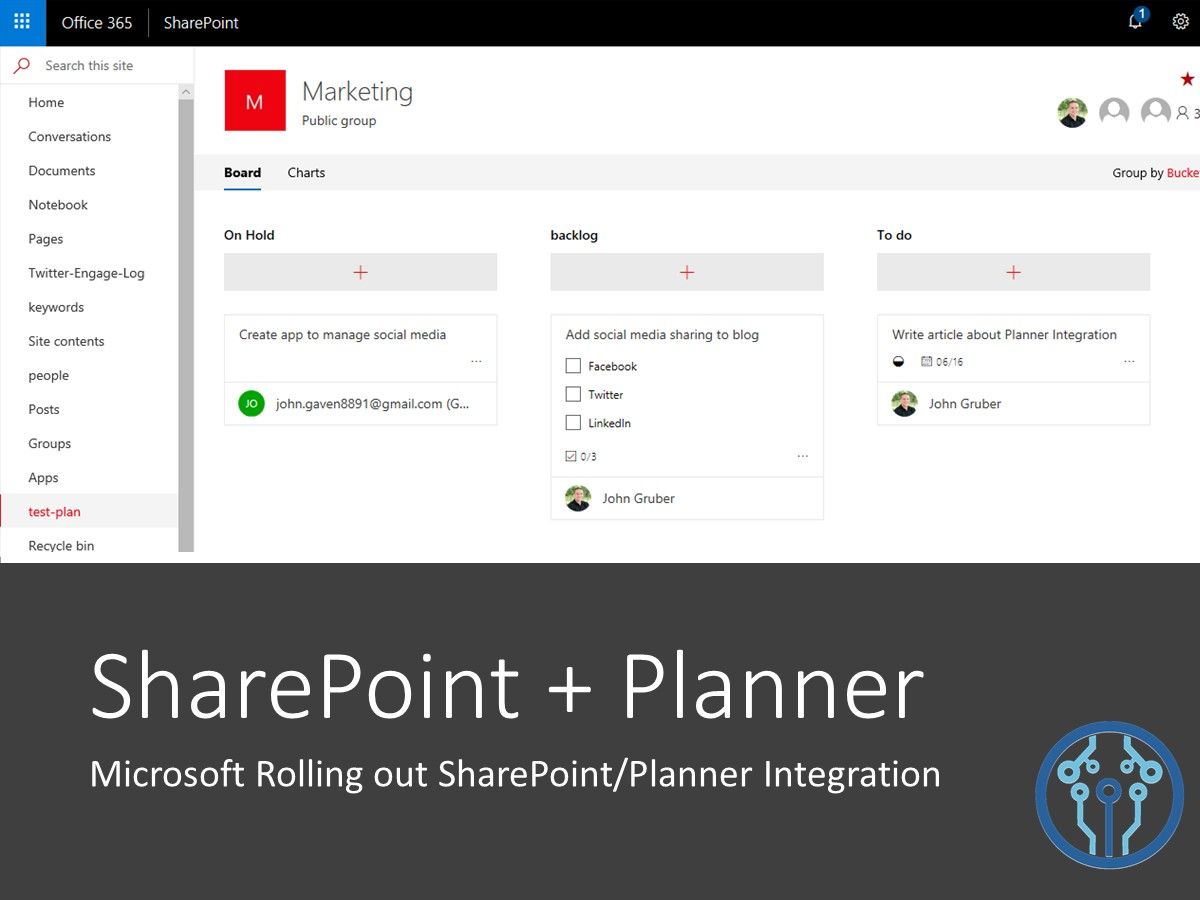 Office 365 SharePoint 1
Search this site
Home
Conversations
Documents
Notebook
Pages
Twitter-Engage-Log
keywords
Site contents
people
Posts
Groups
Apps
test-plan
Recycle bin
M
Marketing
Public group
3
Board Charts
Group by Bucke
On Hold
+
Create app to manage social media
...
JO john.gaven8891@gmail.com (G...
backlog
+
Add social media sharing to blog
Facebook
Twitter
LinkedIn
0/3 ...
John Gruber
To do
+
Write article about Planner Integration
06/16 ...
John Gruber
SharePoint + Planner
Microsoft Rolling out SharePoint/Planner Integration